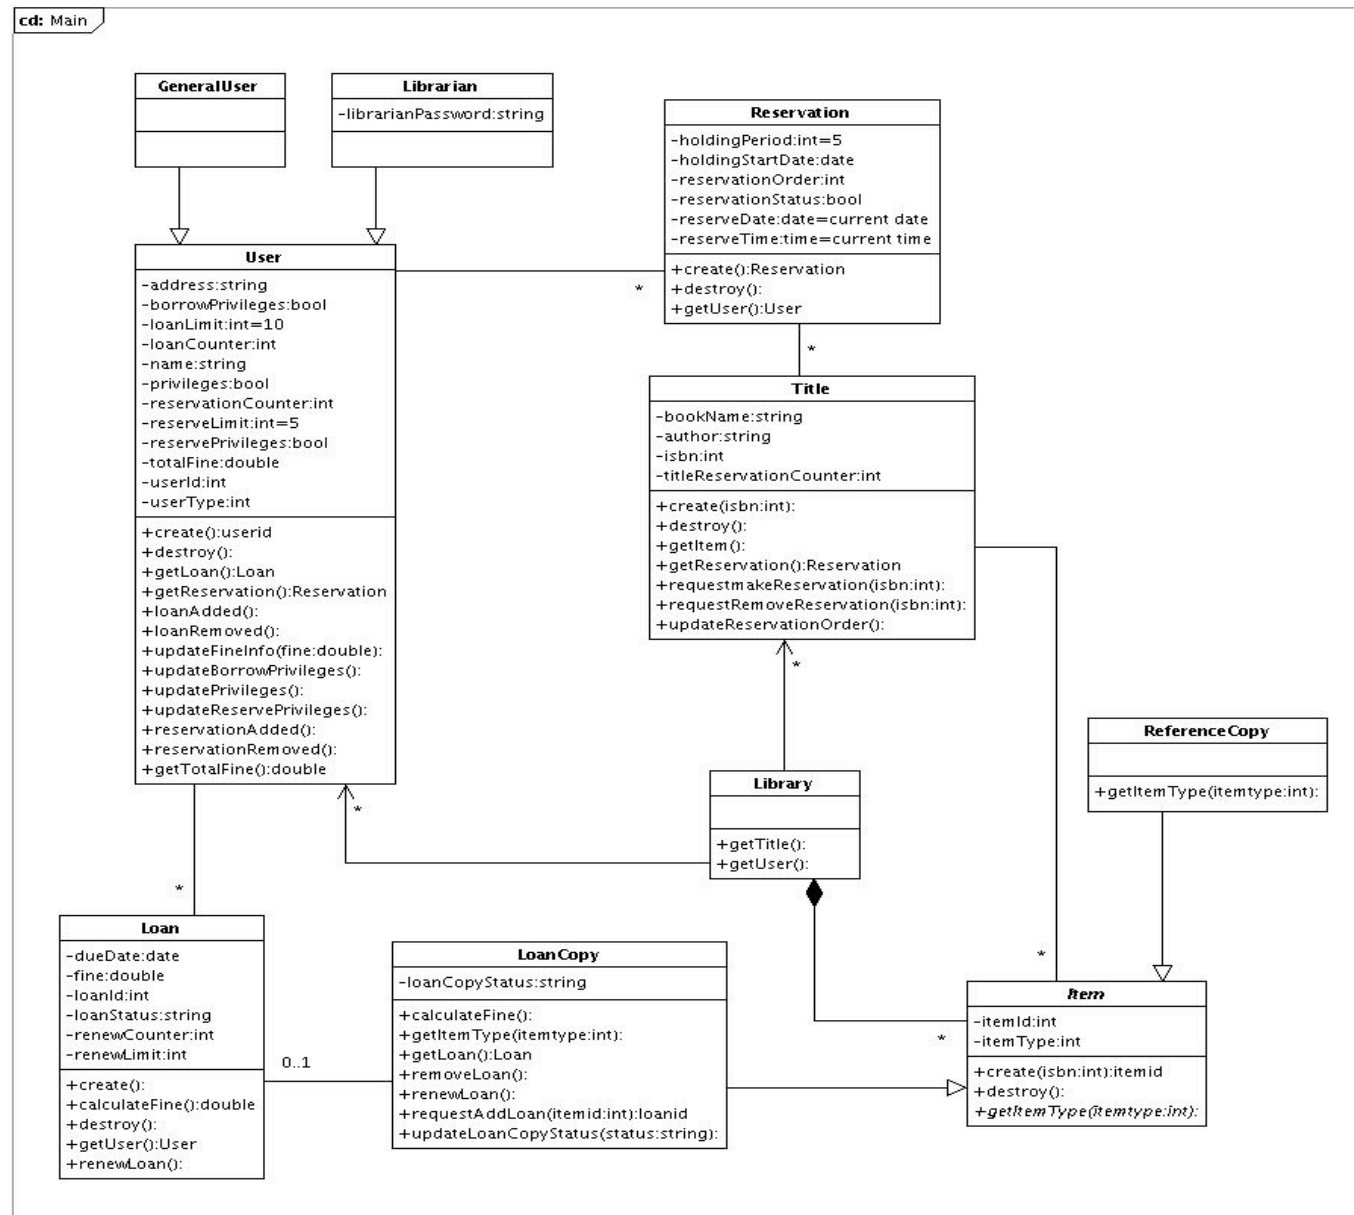 cd: Main
GeneralUser
Librarian
-librarianPassword:string
Reservation
-holdingPeriod:int=5
-holdingStartDate:date
-reservationOrder:int
-reservationStatus:bool
-reserveDate:date=current date
-reserveTime:time=current time
+create():Reservation
+destroy():
+getUser():User
User
-address:string
-borrowPrivileges:bool
-loanLimit:int=10
-loanCounter:int
-name:string
-privileges:bool
-reservationCounter:int
-reserveLimit:int=5
-reservePrivileges:bool
-totalFine:double
-userId:int
-userType:int
+create():userid
+destroy():
+getLoan():Loan
+getReservation():Reservation
+loanAdded():
+loanRemoved():
+updateFineInfo(fine:double):
+updateBorrowPrivileges():
+updatePrivileges():
+updateReservePrivileges():
+reservationAdded():
+reservationRemoved():
+getTotalFine():double
*
*
Title
-bookName:string
-author:string
-isbn:int
-titleReservationCounter:int
+create(isbn:int):
+destroy():
+getItem():
+getReservation():Reservation
+requestmakeReservation(isbn:int):
+requestRemoveReservation(isbn:int):
+updateReservationOrder():
*
ReferenceCopy
+getItemType(itemtype:int):
Library
+getTitle():
+getUser():
*
*
Loan
-dueDate:date
-fine:double
-loanId:int
-loanStatus:string
-renewCounter:int
-renewLimit:int
+create():
+calculateFine():double
+destroy():
+getUser():User
+renewLoan():
0..1
LoanCopy
-loanCopyStatus:string
+calculateFine():
+getItemType(itemtype:int):
+getLoan():Loan
+removeLoan():
+renewLoan():
+requestAddLoan(itemid:int):loanid
+updateLoanCopyStatus(status:string):
*
*
Item
-itemId:int
-itemType:int
+create(isbn:int):itemid
+destroy():
+getItemType(itemtype:int):